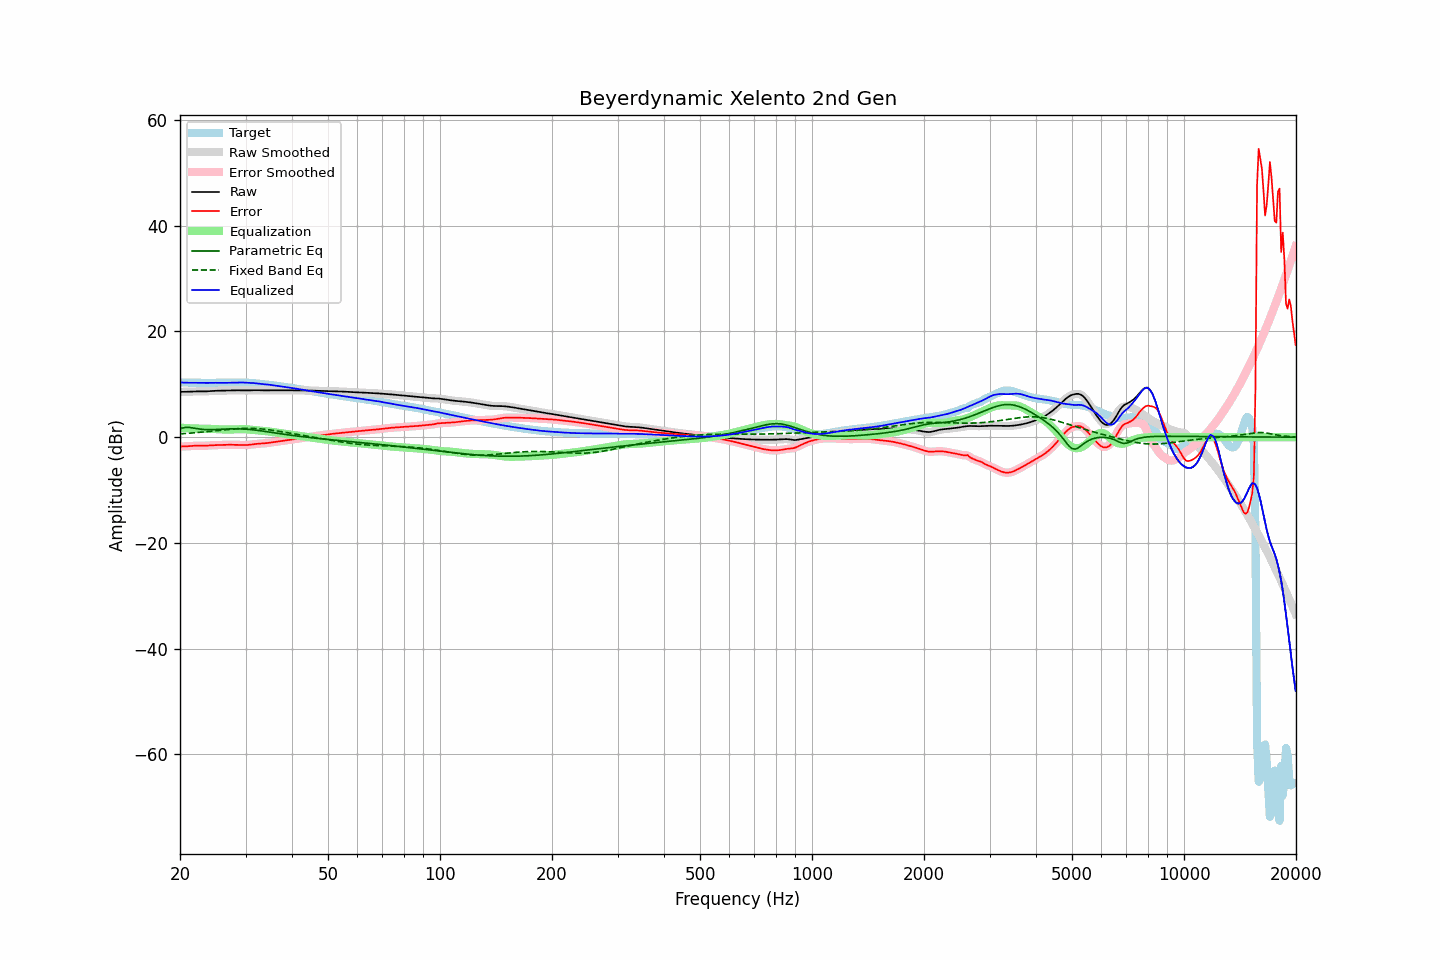 Beyerdynamic Xelento 2nd Gen
60
40
20
0
−20
−40
−60
Amplitude (dBr)
Target
Raw Smoothed
Error Smoothed
Raw
Error
Equalization
Parametric Eq
Fixed Band Eq
Equalized
20
50
100
200
500
1000
2000
5000
10000
20000
Frequency (Hz)